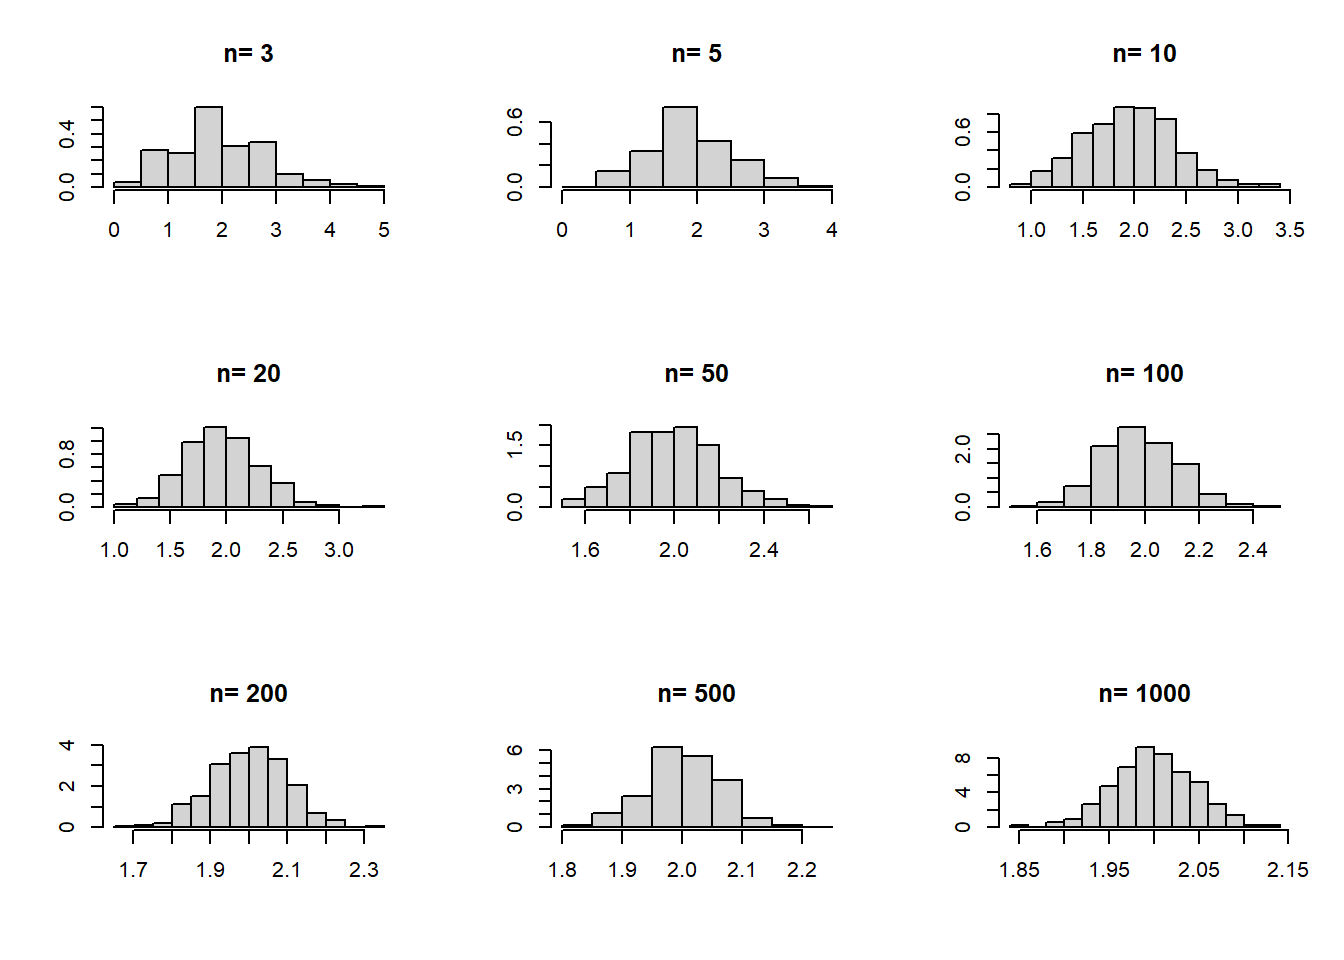 n= 3
0.0 0.4
0 1 2 3 4 5
n= 5
0.0 0.6
0 1 2 3 4
n= 10
0.0 0.6
1.0 1.5 2.0 2.5 3.0 3.5
n= 20
0.0 0.8
1.0 1.5 2.0 2.5 3.0
n= 50
0.0 1.5
1.6 2.0 2.4
n= 100
0.0 2.0
1.6 1.8 2.0 2.2 2.4
n= 200
0 2 4
1.7 1.9 2.1 2.3
n= 500
0 3 6
1.8 1.9 2.0 2.1 2.2
n= 1000
0 4 8
1.85 1.95 2.05 2.15